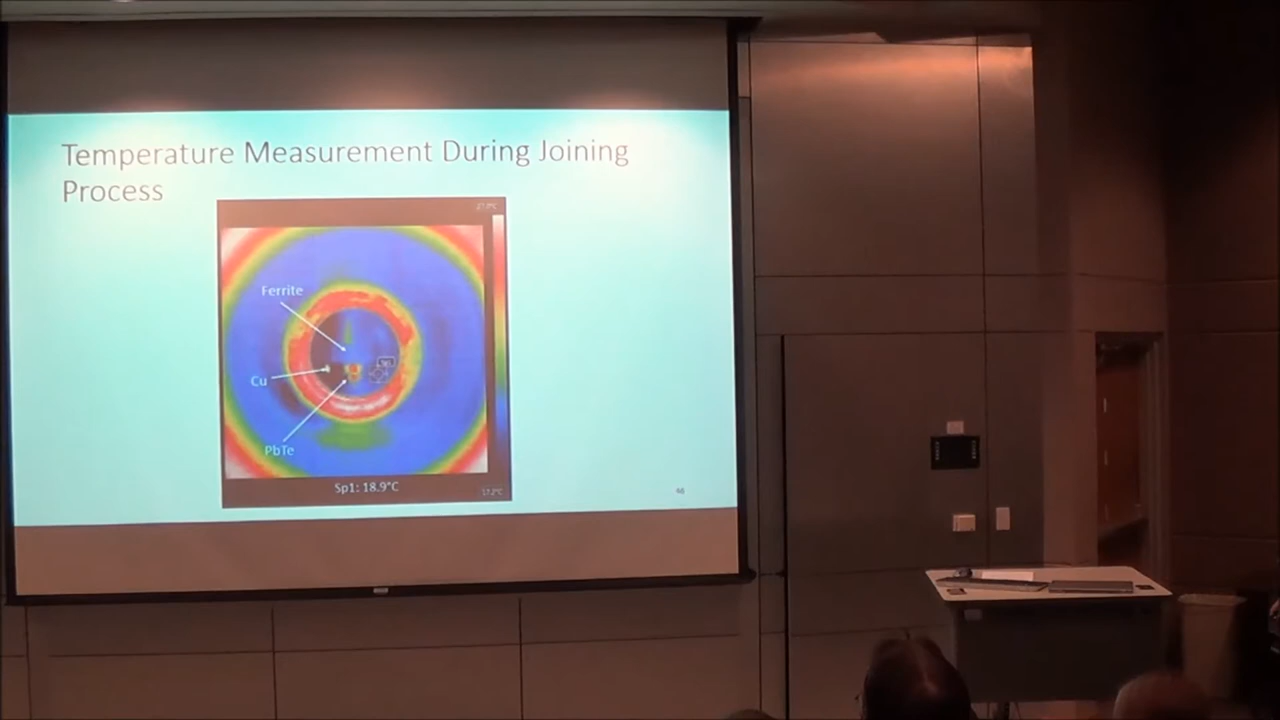 Temperature Measurement During Joining
Process
Ferrite
Cu
PbTe
Sp1: 18.9°C